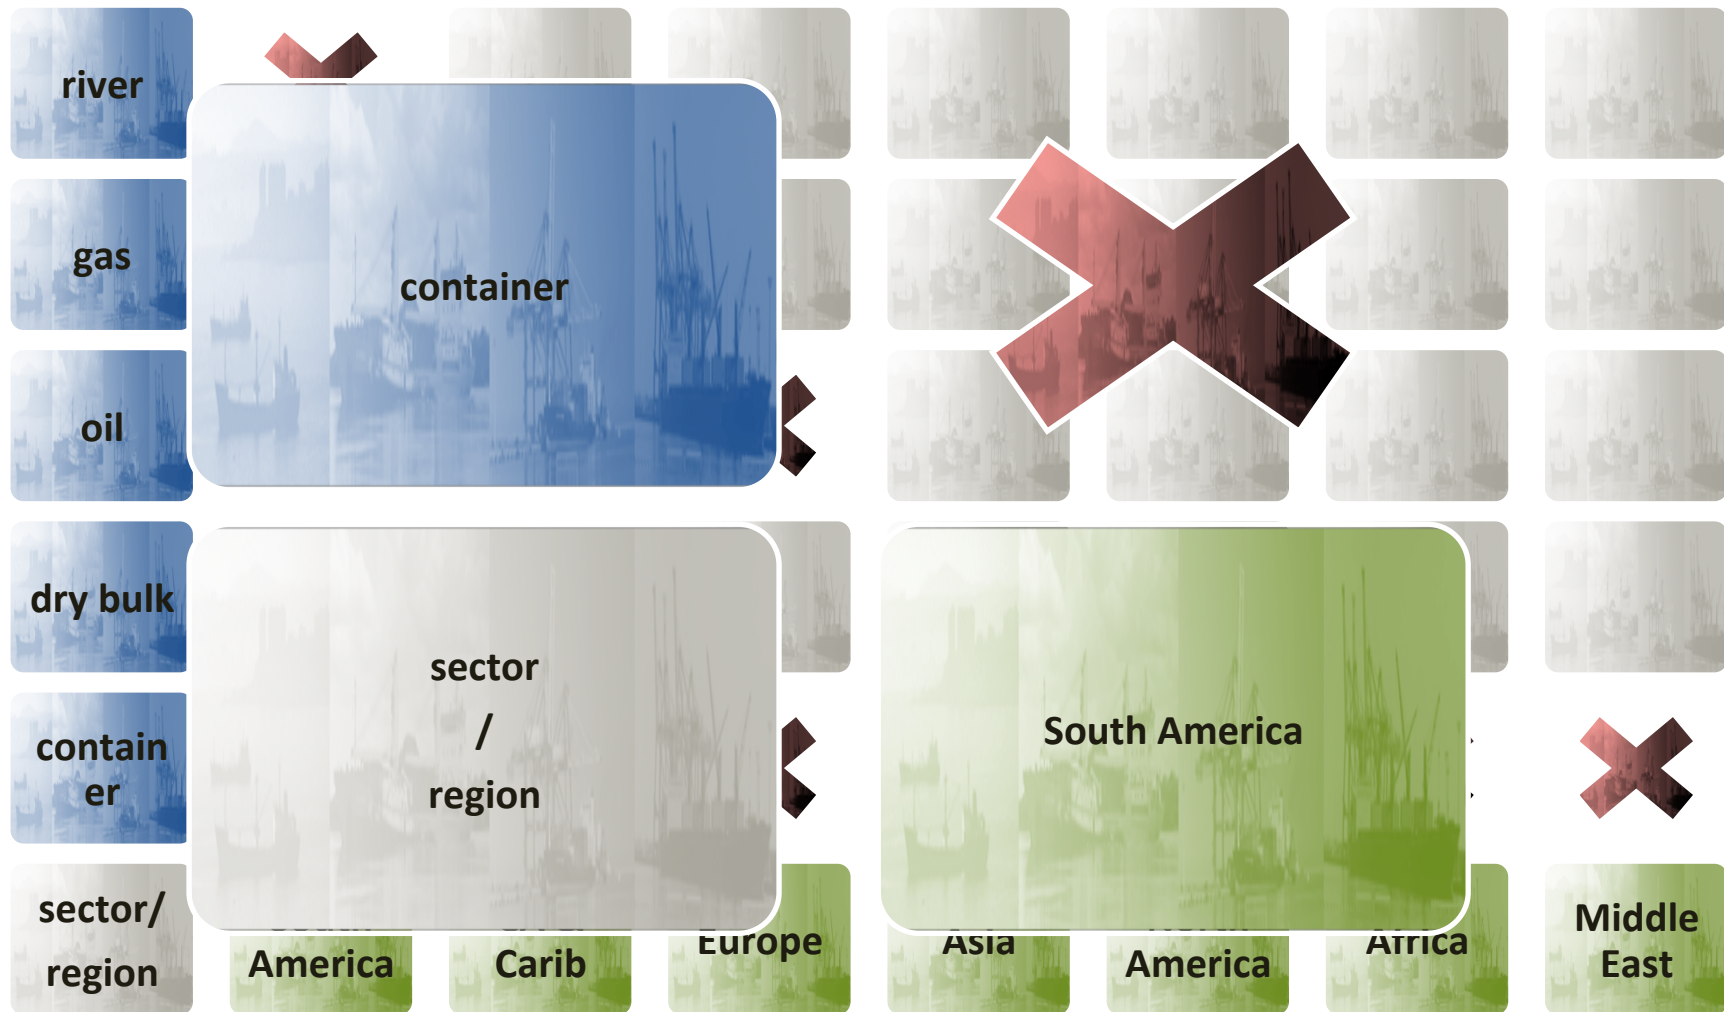 river
gas
container
oil
dry bulk
sector
/
region
South America
contain
er
sector/
region
America
Carib
Europe
Asia
America
Africa
Middle
East